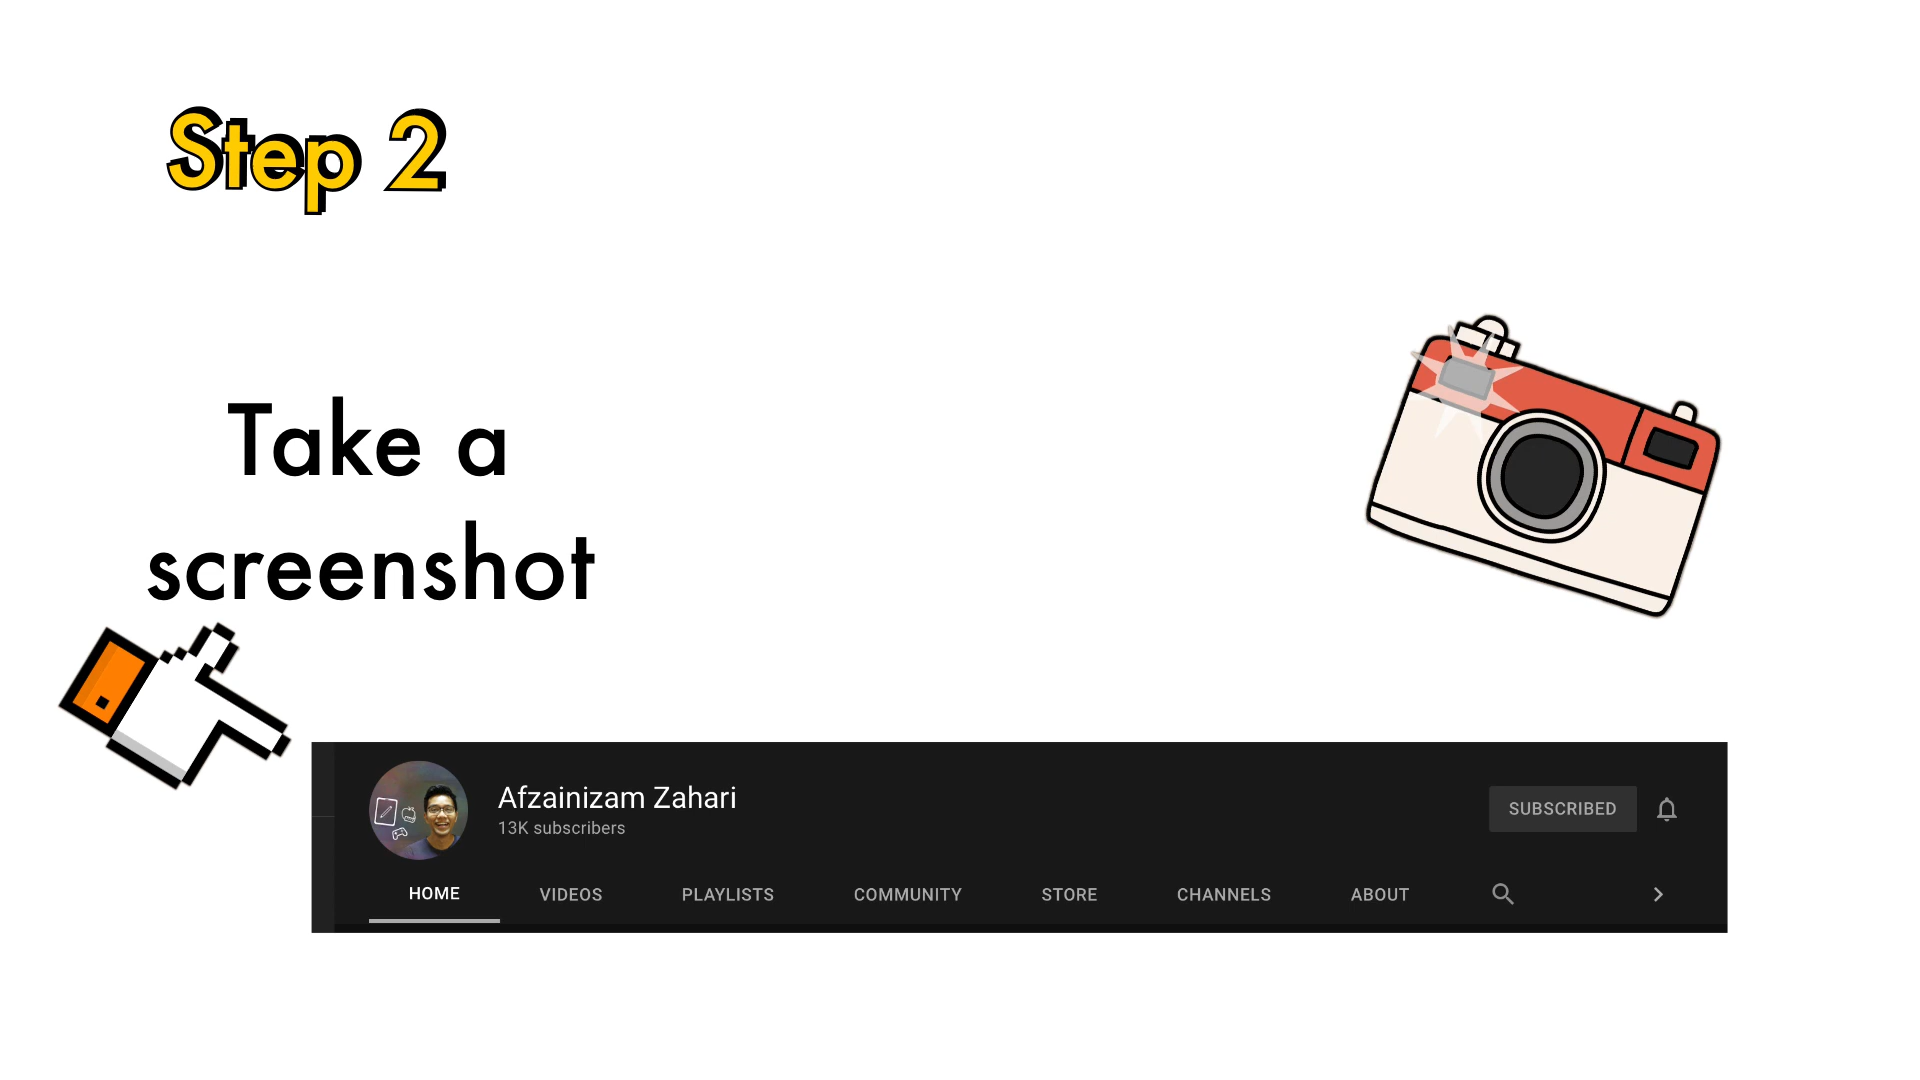 Step 2
Take a
screenshot
Afzainizam Zahari
13K subscribers
SUBSCRIBED
HOME VIDEOS PLAYLISTS COMMUNITY STORE CHANNELS ABOUT